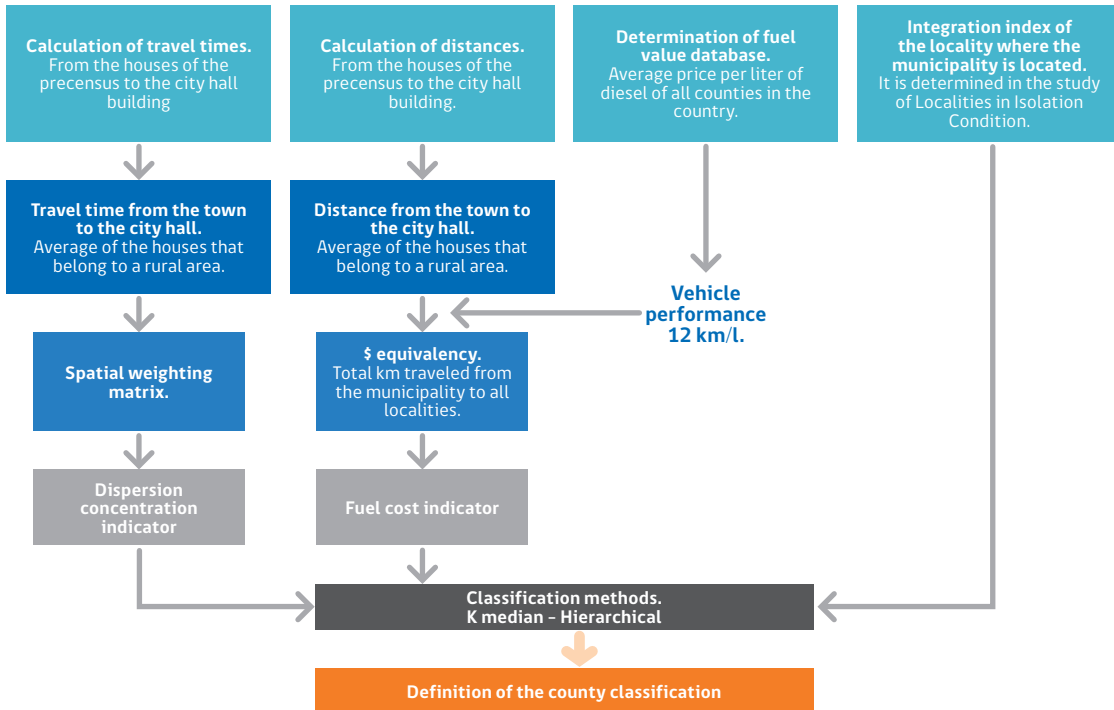 Calculation of travel times.
From the houses of the
precensus to the city hall
building
Calculation of distances.
From the houses of the
precensus to the city hall
building.
Determination of fuel
value database.
Average price per liter of
diesel of all counties in the
country.
Integration index of
the locality where the
municipality is located.
It is determined in the study
of Localities in Isolation
Condition.
Travel time from the town
to the city hall.
Average of the houses that
belong to a rural area.
Distance from the town to
the city hall.
Average of the houses that
belong to a rural area.
Vehicle
performance
12 km/l.
Spatial weighting
matrix.
$ equivalency.
Total km traveled from
the municipality to all
localities.
Dispersion
concentration
indicator
Fuel cost indicator
Classification methods.
K median – Hierarchical
Definition of the county classification